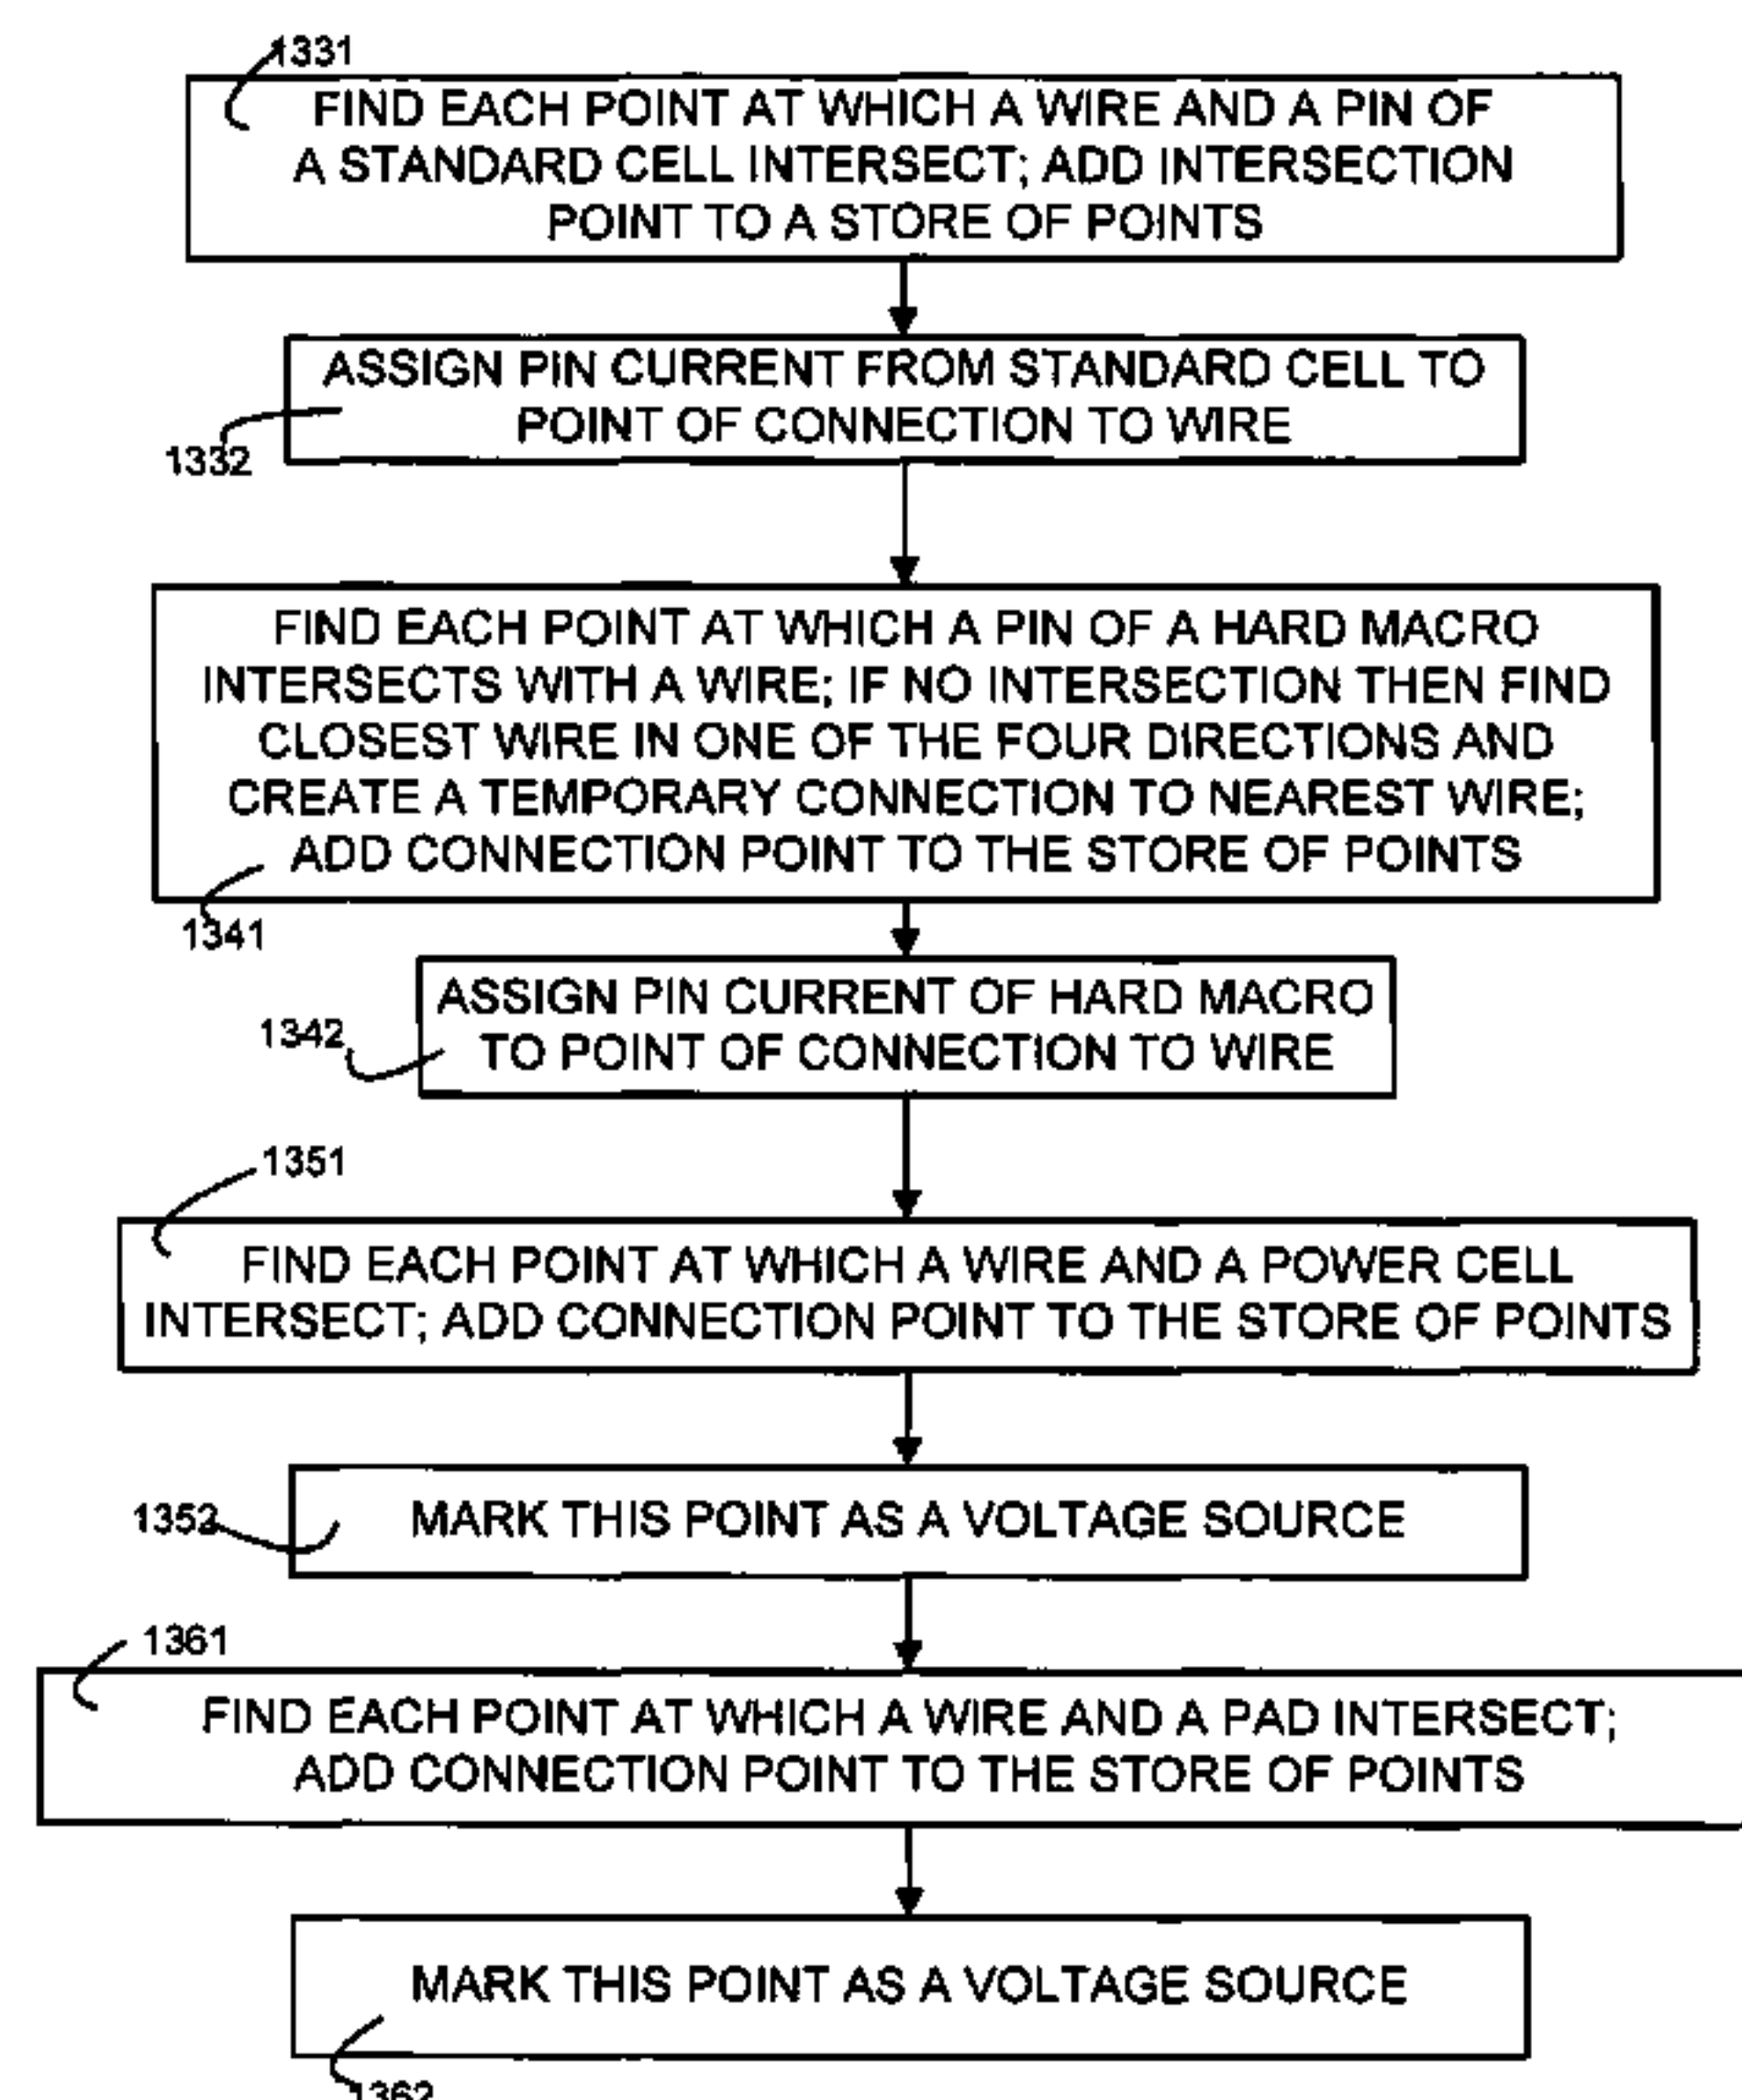 1331
FIND EACH POINT AT WHICH A WIRE AND A PIN OF
A STANDARD CELL INTERSECT; ADD INTERSECTION
POINT TO A STORE OF POINTS
ASSIGN PIN CURRENT FROM STANDARD CELL TO
POINT OF CONNECTION TO WIRE
1332
FIND EACH POINT AT WHICH A PIN OF A HARD MACRO
INTERSECTS WITH A WIRE; IF NO INTERSECTION THEN FIND
CLOSEST WIRE IN ONE OF THE FOUR DIRECTIONS AND
CREATE A TEMPORARY CONNECTION TO NEAREST WIRE;
ADD CONNECTION POINT TO THE STORE OF POINTS
1341
ASSIGN PIN CURRENT OF HARD MACRO
TO POINT OF CONNECTION TO WIRE
1342
1351
FIND EACH POINT AT WHICH A WIRE AND A POWER CELL
INTERSECT; ADD CONNECTION POINT TO THE STORE OF POINTS
1352
MARK THIS POINT AS A VOLTAGE SOURCE
1361
FIND EACH POINT AT WHICH A WIRE AND A PAD INTERSECT;
ADD CONNECTION POINT TO THE STORE OF POINTS
MARK THIS POINT AS A VOLTAGE SOURCE
1362